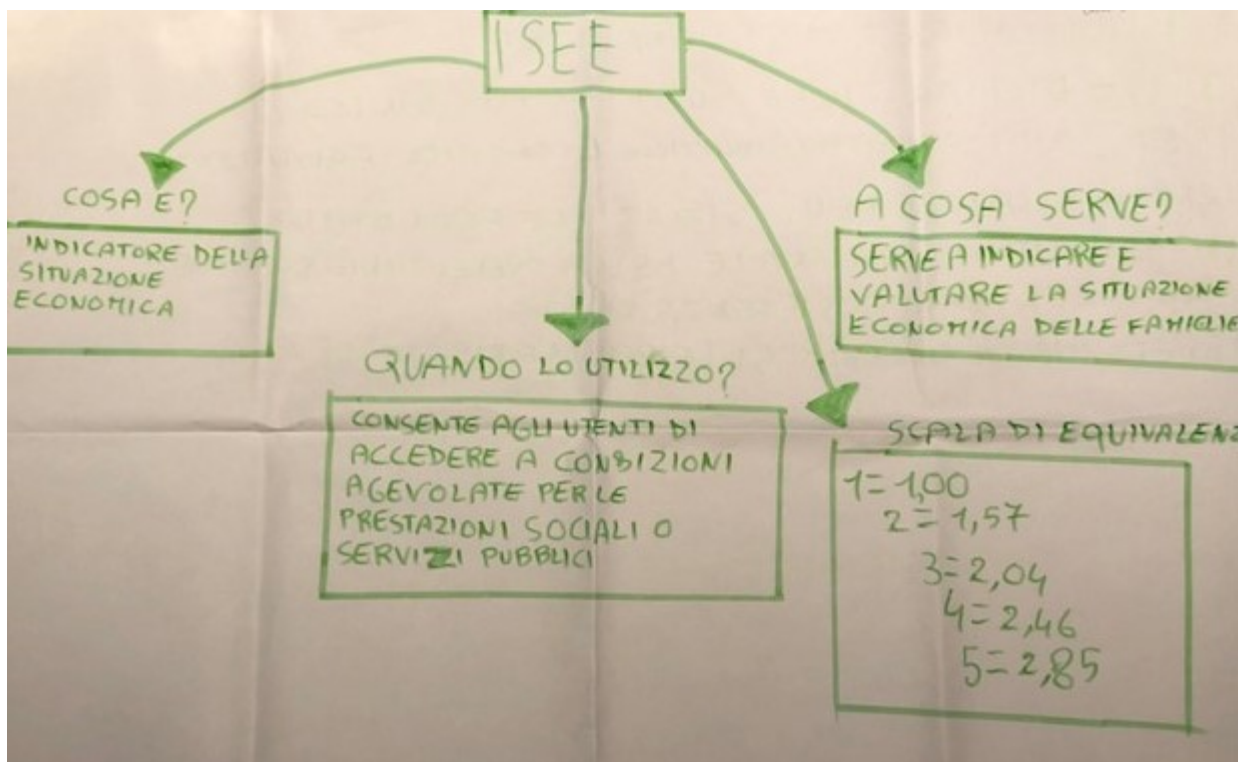 ISEE
COSA E?
INDICATORE DELLA
SITUAZIONE
ECONOMICA
QUANDO LO UTILIZZO?
CONSENTE AGLI UTENTI DI
ACCEDERE A CONDIZIONI
AGEVOLATE PER LE
PRESTAZIONI SOCIALI O
SERVIZI PUBBLICI
A COSA SERVE?
SERVE A INDICARE E
VALUTARE LA SITUAZIONE
ECONOMICA DELLE FAMIGLIE
SCALA DI EQUIVALENZ
1=1,00
2=1,57
3=2,04
4=2,46
5=2,85